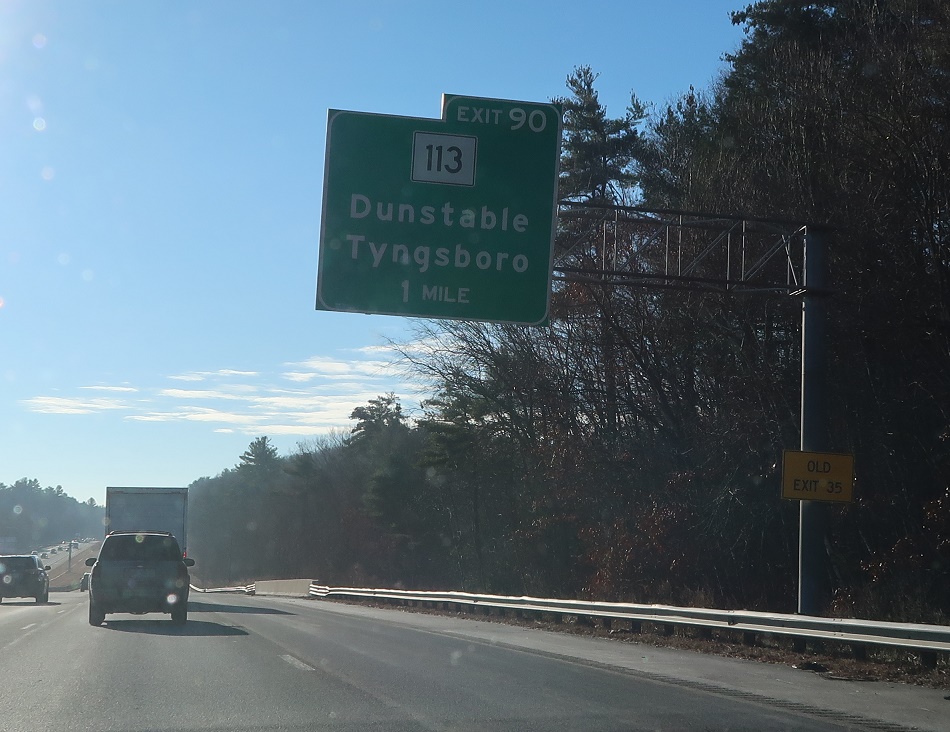 EXIT 90
113
Dunstable
Tyngsboro
1 MILE
OLD
EXIT 35